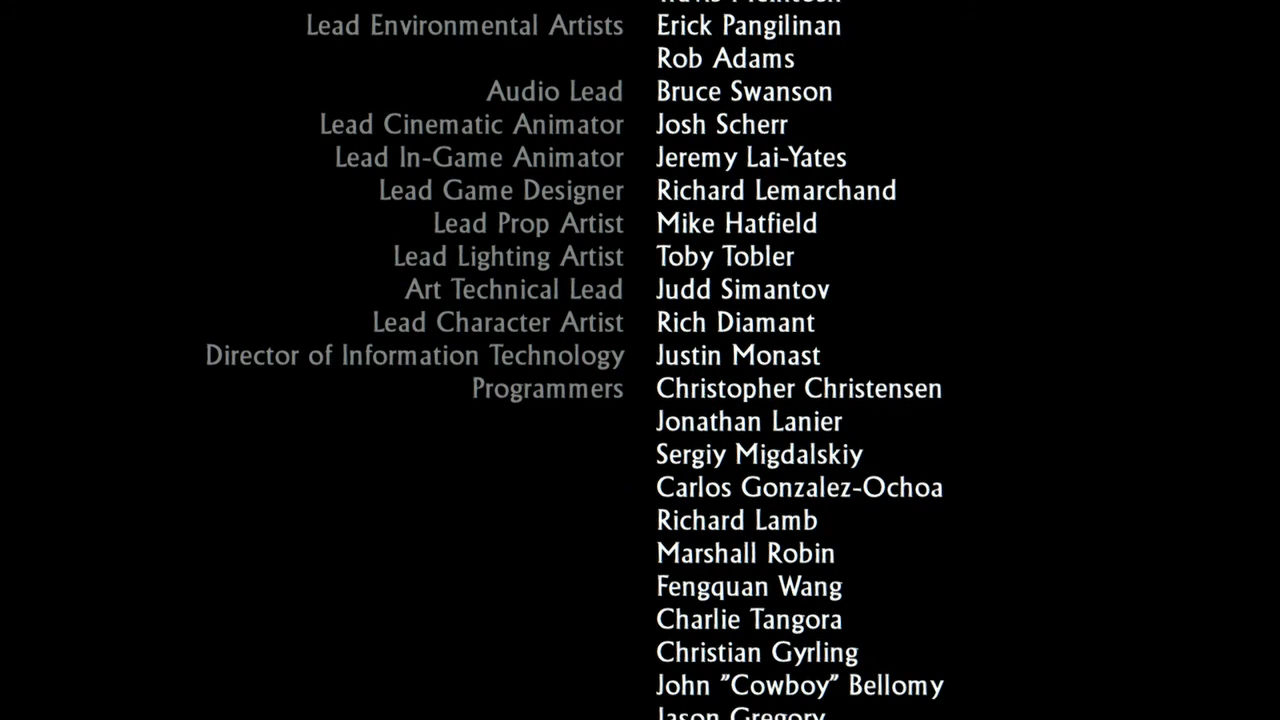 Travis McIntosh
Lead Environmental Artists Erick Pangilinan
Rob Adams
Audio Lead Bruce Swanson
Lead Cinematic Animator Josh Scherr
Lead In-Game Animator Jeremy Lai-Yates
Lead Game Designer Richard Lemarchand
Lead Prop Artist Mike Hatfield
Lead Lighting Artist Toby Tobler
Art Technical Lead Judd Simantov
Lead Character Artist Rich Diamant
Director of Information Technology Justin Monast
Programmers Christopher Christensen
Jonathan Lanier
Sergiy Migdalskiy
Carlos Gonzalez-Ochoa
Richard Lamb
Marshall Robin
Fengquan Wang
Charlie Tangora
Christian Gyrling
John "Cowboy" Bellomy
Jason Gregory